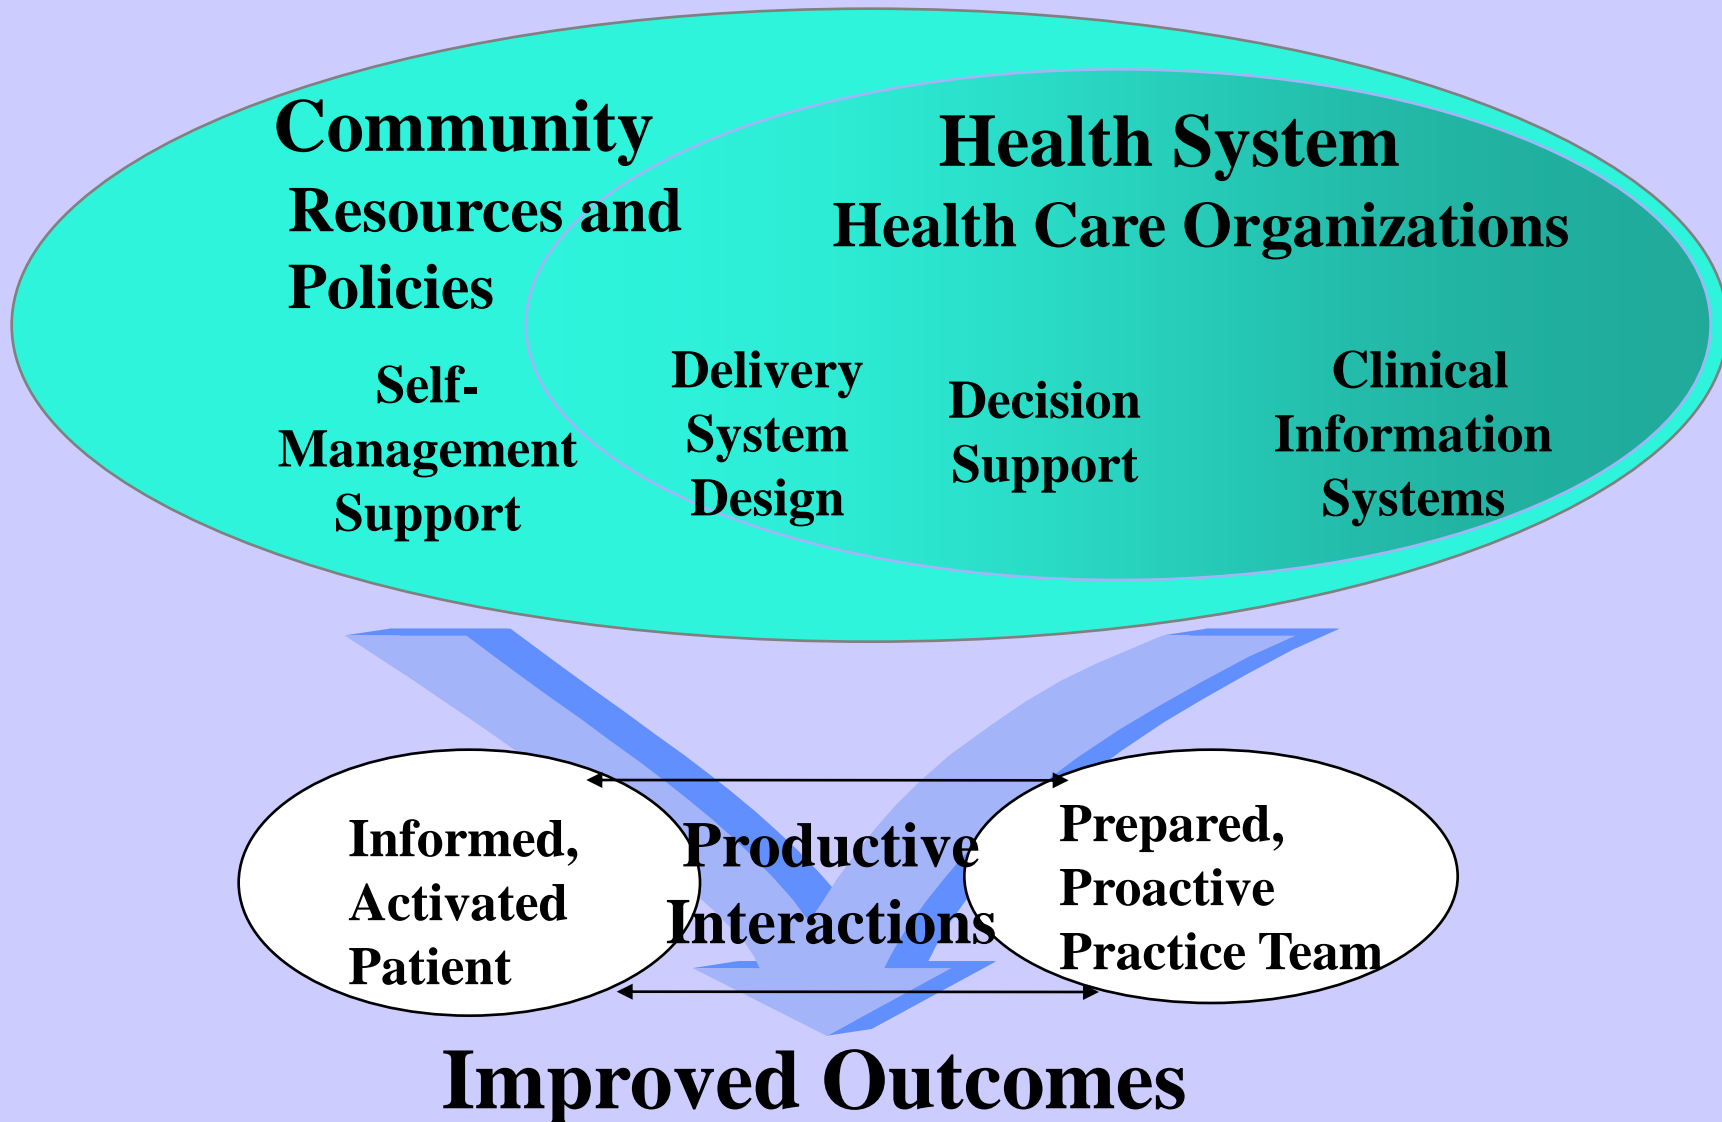 Community
Resources and
Policies
Health System
Health Care Organizations
Self-
Management
Support
Delivery
System
Design
Decision
Support
Clinical
Information
Systems
Informed,
Activated
Patient
Productive
Interactions
Prepared,
Proactive
Practice Team
Improved Outcomes